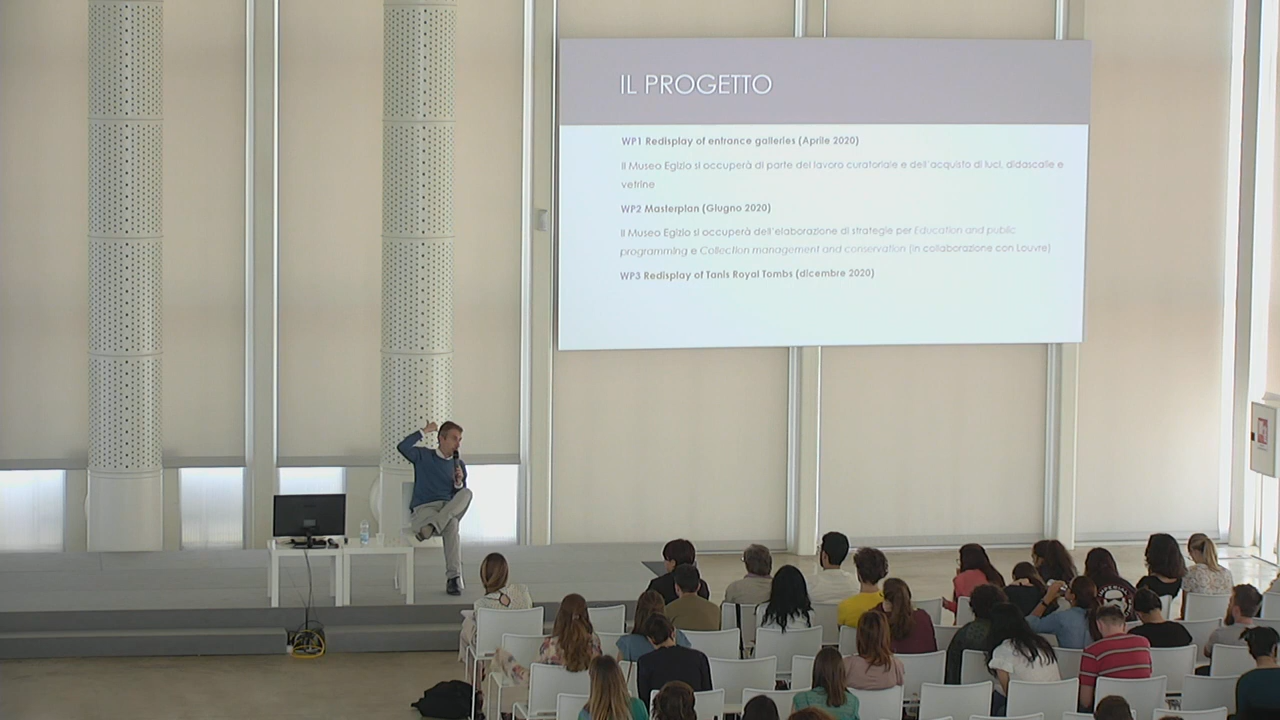 IL PROGETTO
WP1 Redisplay of entrance galleries (Aprile 2020)
Il Museo Egizio si occuperà di parte del lavoro curatoriale e dell'acquisto di luci, didascalie e
vetrine
WP2 Masterplan (Giugno 2020)
Il Museo Egizio si occuperà dell'elaborazione di strategie per Education and public
programming e Collection management and conservation (in collaborazione con Louvre)
WP3 Redisplay of Tanis Royal Tombs (dicembre 2020)